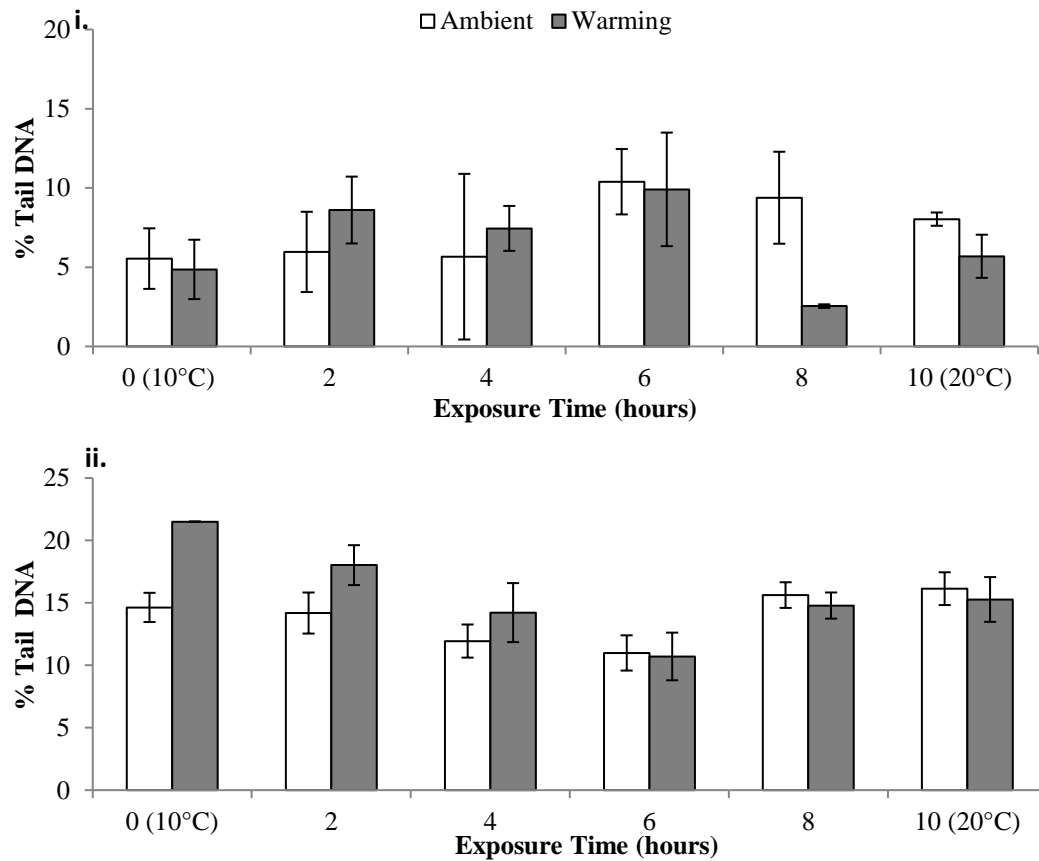 i.
Ambient Warming
20
15
10
5
0
% Tail DNA
0 (10°C) 2 4 6 8 10 (20°C)
Exposure Time (hours)
ii.
25
20
15
10
5
0
% Tail DNA
0 (10°C) 2 4 6 8 10 (20°C)
Exposure Time (hours)